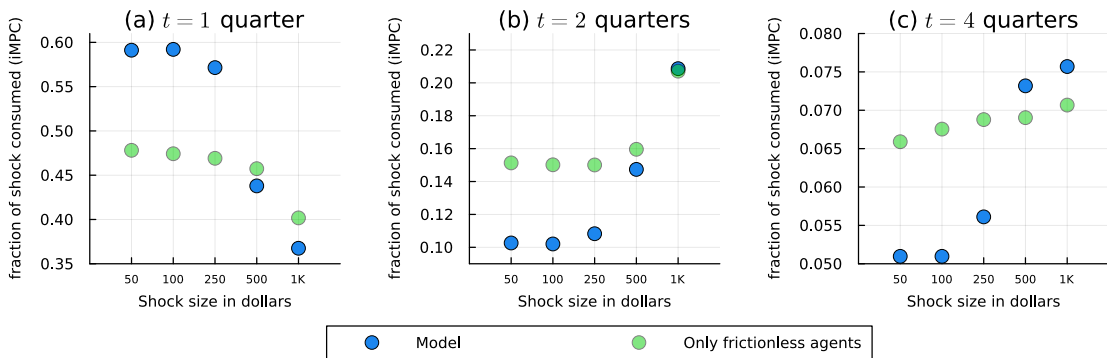 (a) t = 1 quarter
fraction of shock consumed (iMPC)
0.60
0.55
0.50
0.45
0.40
0.35
50 100 250 500 1K
Shock size in dollars
(b) t = 2 quarters
fraction of shock consumed (iMPC)
0.22
0.20
0.18
0.16
0.14
0.12
0.10
50 100 250 500 1K
Shock size in dollars
(c) t = 4 quarters
fraction of shock consumed (iMPC)
0.080
0.075
0.070
0.065
0.060
0.055
0.050
50 100 250 500 1K
Shock size in dollars
Model Only frictionless agents